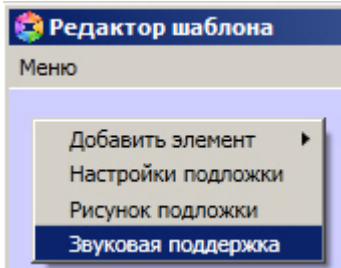 Редактор шаблона
Меню
Добавить элемент
Настройки подложки
Рисунок подложки
Звуковая поддержка